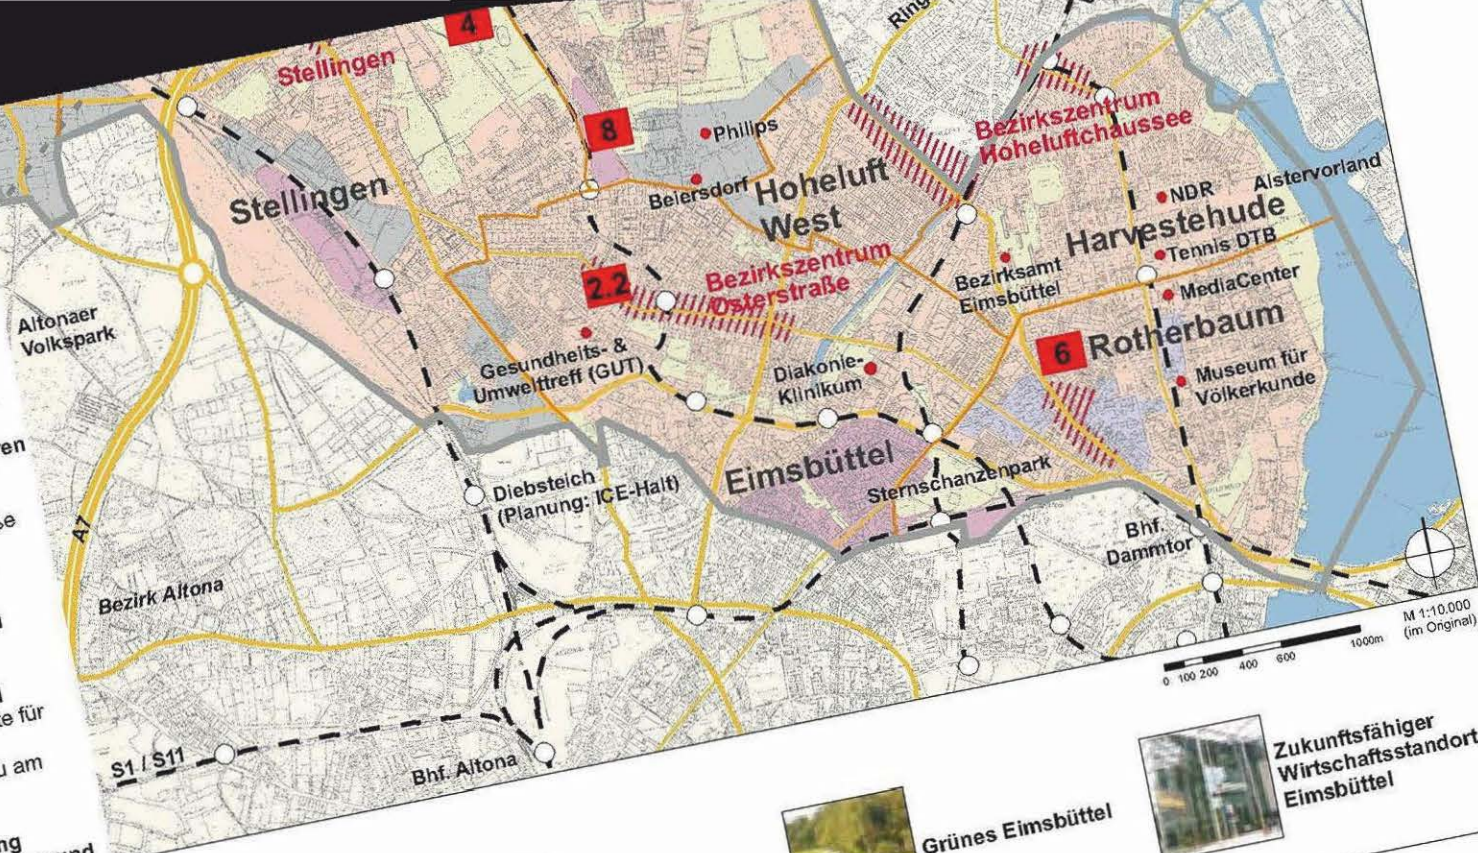 4
Ring
Stellingen
8
Philips
Bezirkszentrum
Hoheluftchaussee
Stellingen
Beiersdorf
Hoheluft
West
NDR
Alstervorland
Harvestehude
Tennis DTB
2.2
Bezirkszentrum
Osterstraße
Bezirksamt
Eimsbüttel
MediaCenter
Altonaer
Volkspark
6
Rotherbaum
Gesundheits- &
Umwelttreff (GUT)
Diakonie-
Klinikum
Museum für
Völkerkunde
Eimsbüttel
Sternschanzenpark
Diebsteich
(Planung: ICE-Halt)
A7
Bhf.
Dammtor
Bezirk Altona
M 1:10.000
(im Original)
0 100 200 400 600 1000m
S1 / S11
Bhf. Altona
Grünes Eimsbüttel
Zukunftsfähiger
Wirtschaftsstandort
Eimsbüttel
für
am